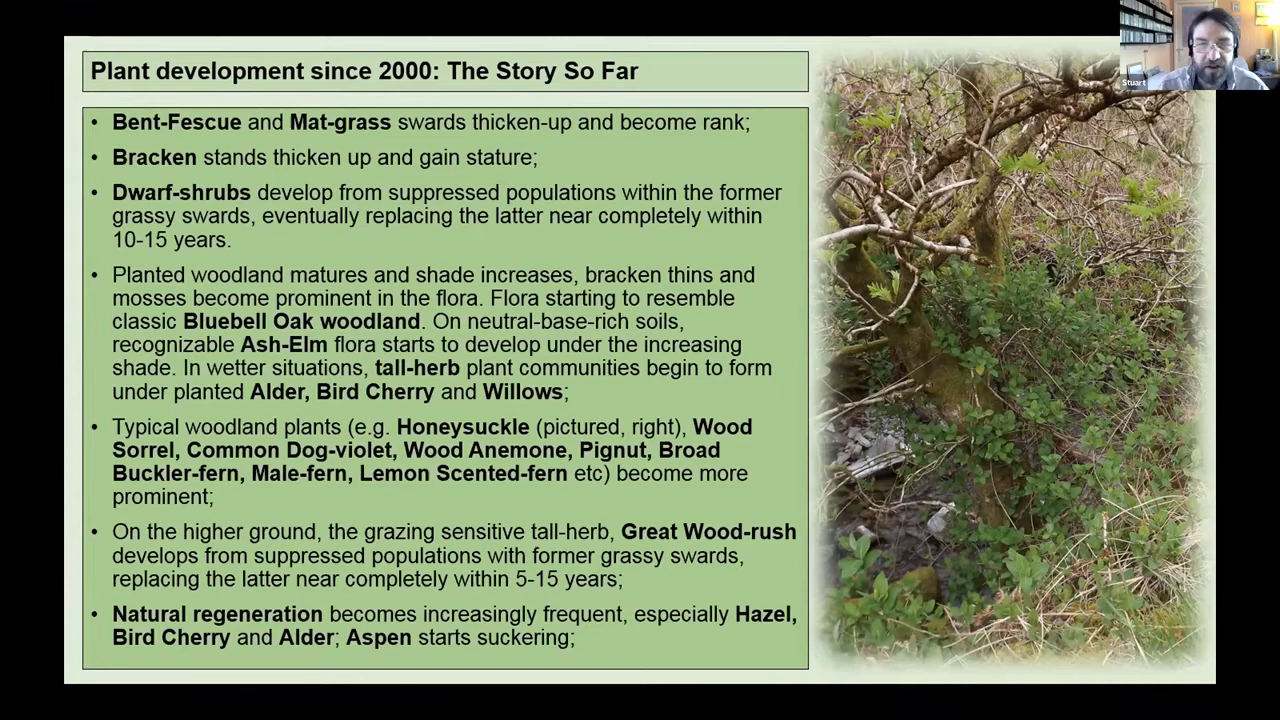 Plant development since 2000: The Story So Far
• Bent-Fescue and Mat-grass swards thicken-up and become rank;
• Bracken stands thicken up and gain stature;
• Dwarf-shrubs develop from suppressed populations within the former
grassy swards, eventually replacing the latter near completely within
10-15 years.
• Planted woodland matures and shade increases, bracken thins and
mosses become prominent in the flora. Flora starting to resemble
classic Bluebell Oak woodland. On neutral-base-rich soils,
recognizable Ash-Elm flora starts to develop under the increasing
shade. In wetter situations, tall-herb plant communities begin to form
under planted Alder, Bird Cherry and Willows;
• Typical woodland plants (e.g. Honeysuckle (pictured, right), Wood
Sorrel, Common Dog-violet, Wood Anemone, Pignut, Broad
Buckler-fern, Male-fern, Lemon Scented-fern etc) become more
prominent;
• On the higher ground, the grazing sensitive tall-herb, Great Wood-rush
develops from suppressed populations with former grassy swards,
replacing the latter near completely within 5-15 years;
• Natural regeneration becomes increasingly frequent, especially Hazel,
Bird Cherry and Alder; Aspen starts suckering;
Stuart